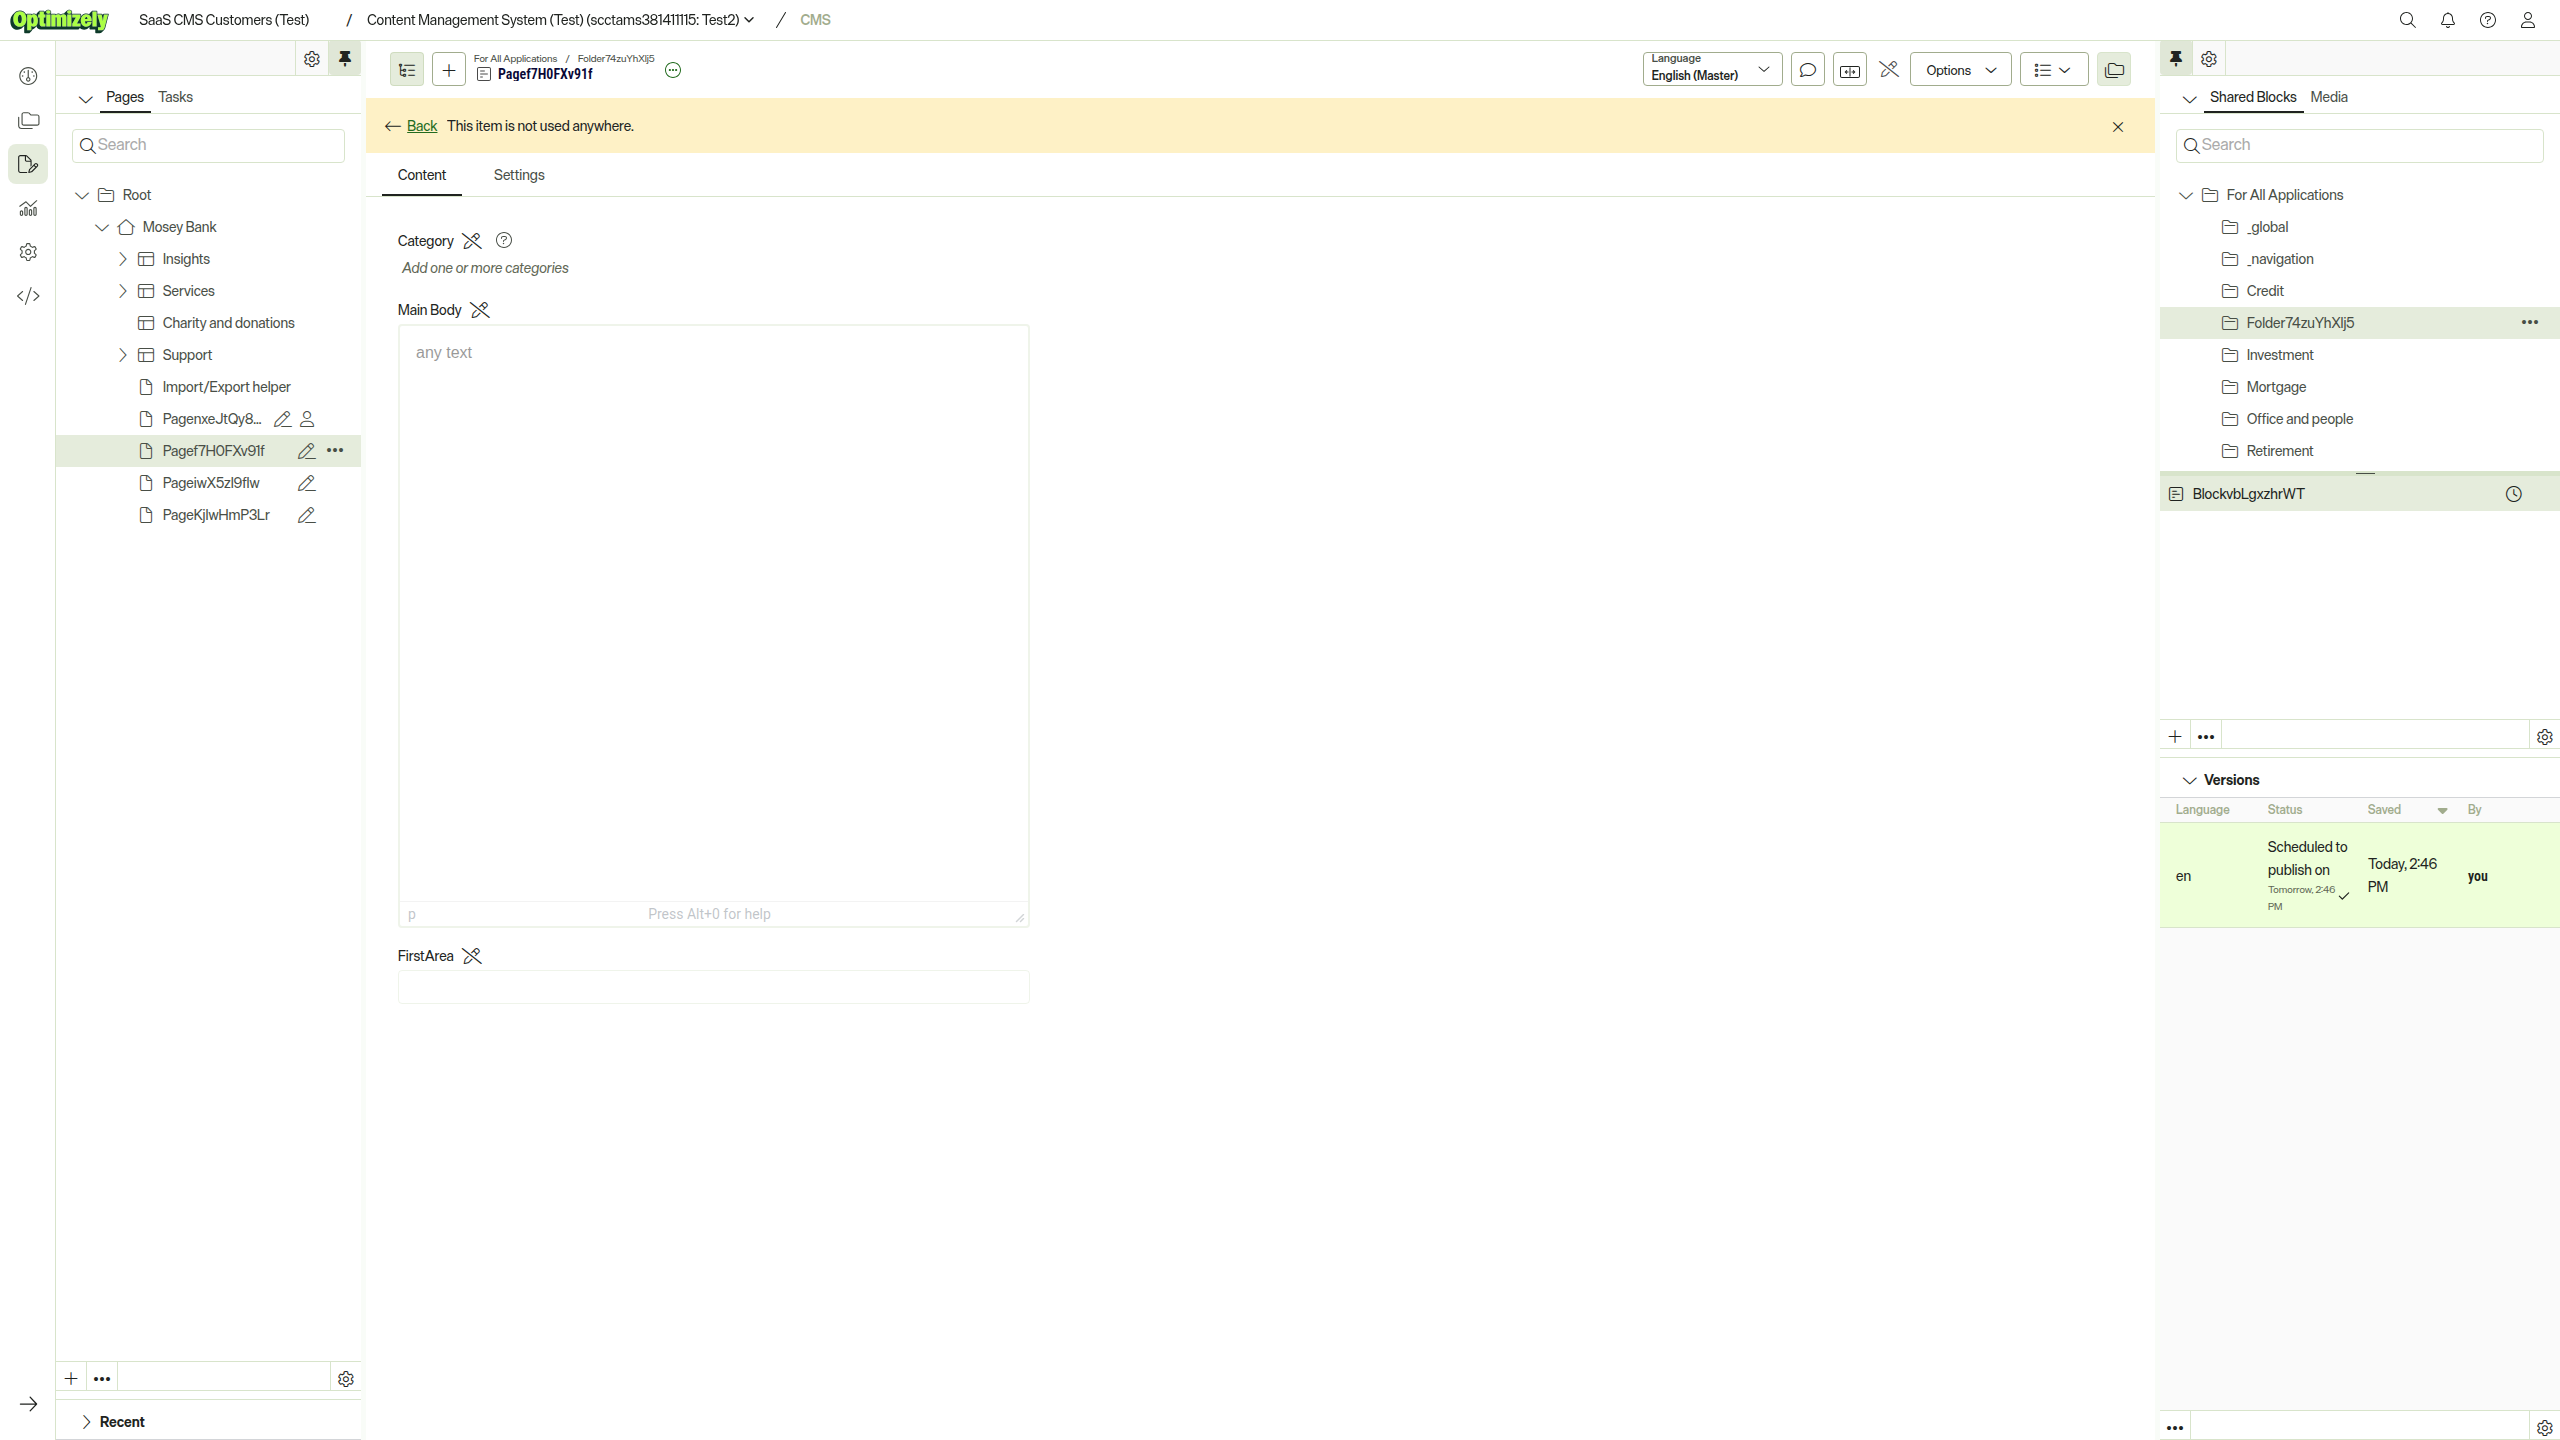 Optimizely
SaaS CMS Customers (Test) / Content Management System (Test) (scctams381411115: Test2) / CMS
Pages Tasks
Search
Root
Mosey Bank
Insights
Services
Charity and donations
Support
Import/Export helper
PagenxeJtQy8...
Pagef7H0FXv91f
PageiwX5zl9flw
PageKjlwHmP3Lr
Recent
For All Applications / Folder74zuYhXlj5
Pagef7H0FXv91f
Language
English (Master)
Options
Back This item is not used anywhere.
Content Settings
Category
Add one or more categories
Main Body
any text
p Press Alt+0 for help
FirstArea
Shared Blocks Media
Search
For All Applications
_global
_navigation
Credit
Folder74zuYhXlj5
Investment
Mortgage
Office and people
Retirement
BlockvbLgxzhrWT
Versions
Language Status Saved By
en Scheduled to publish on Tomorrow, 2:46 PM Today, 2:46 PM you